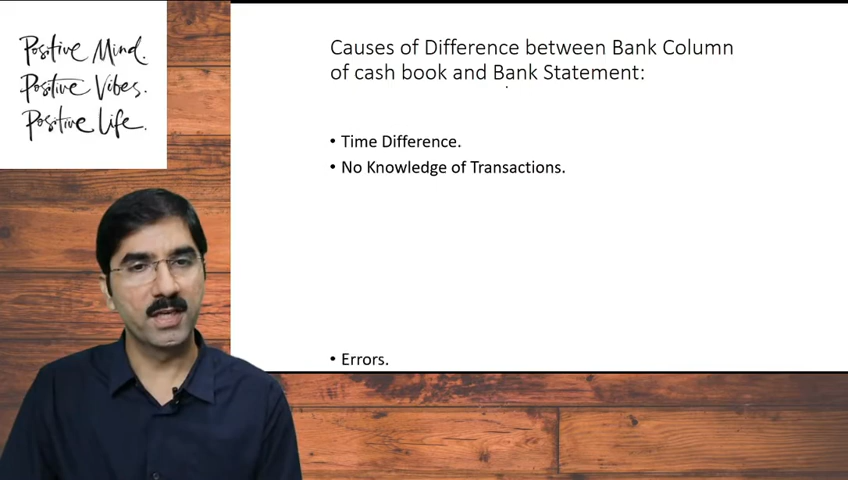 Positive Mind.
Positive Vibes.
Positive Life.
Causes of Difference between Bank Column
of cash book and Bank Statement:
• Time Difference.
• No Knowledge of Transactions.
• Errors.